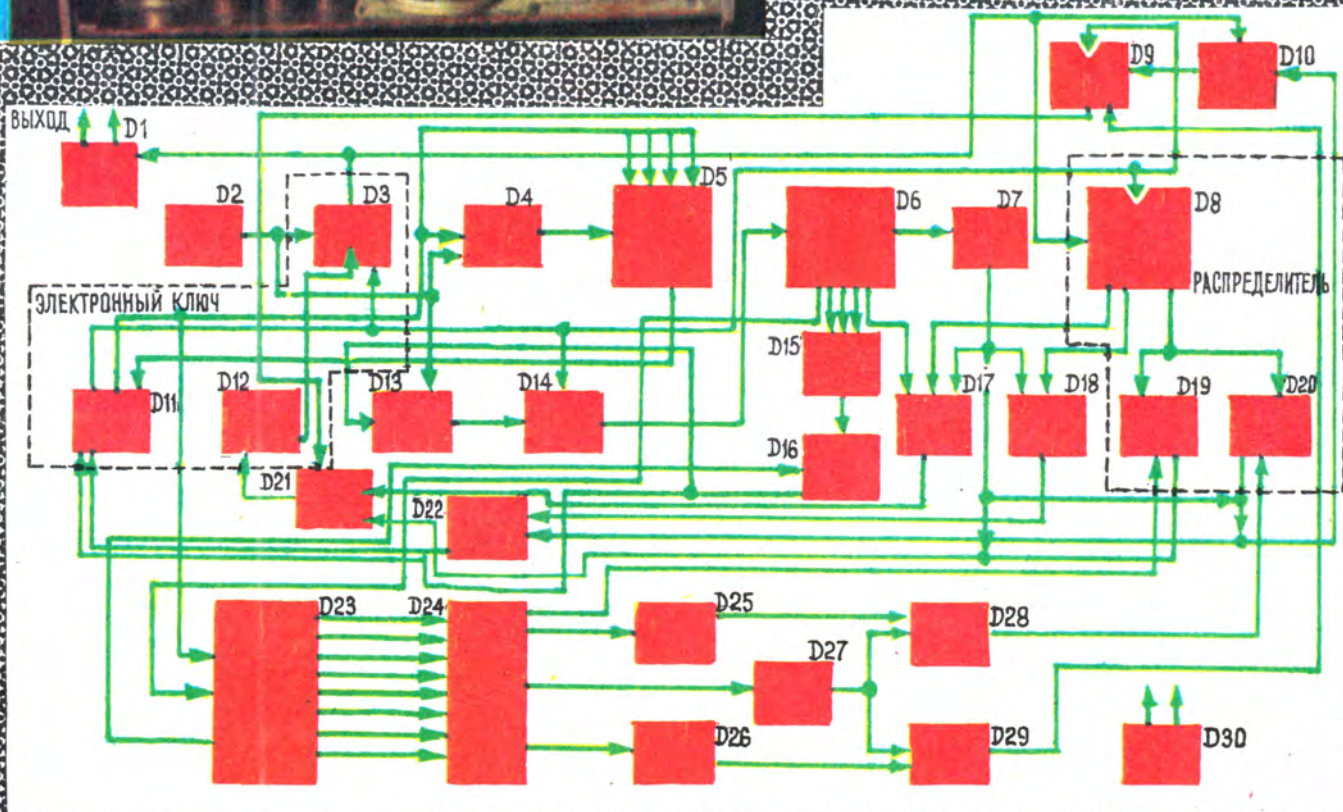 D9
D10
ВЫХОД
D1
D2
D3
D4
D5
D6
D7
D8
РАСПРЕДЕЛИТЕЛЬ
ЭЛЕКТРОННЫЙ КЛЮЧ
D11
D12
D13
D14
D15
D16
D17
D18
D19
D20
D21
D22
D23
D24
D25
D26
D27
D28
D29
D30